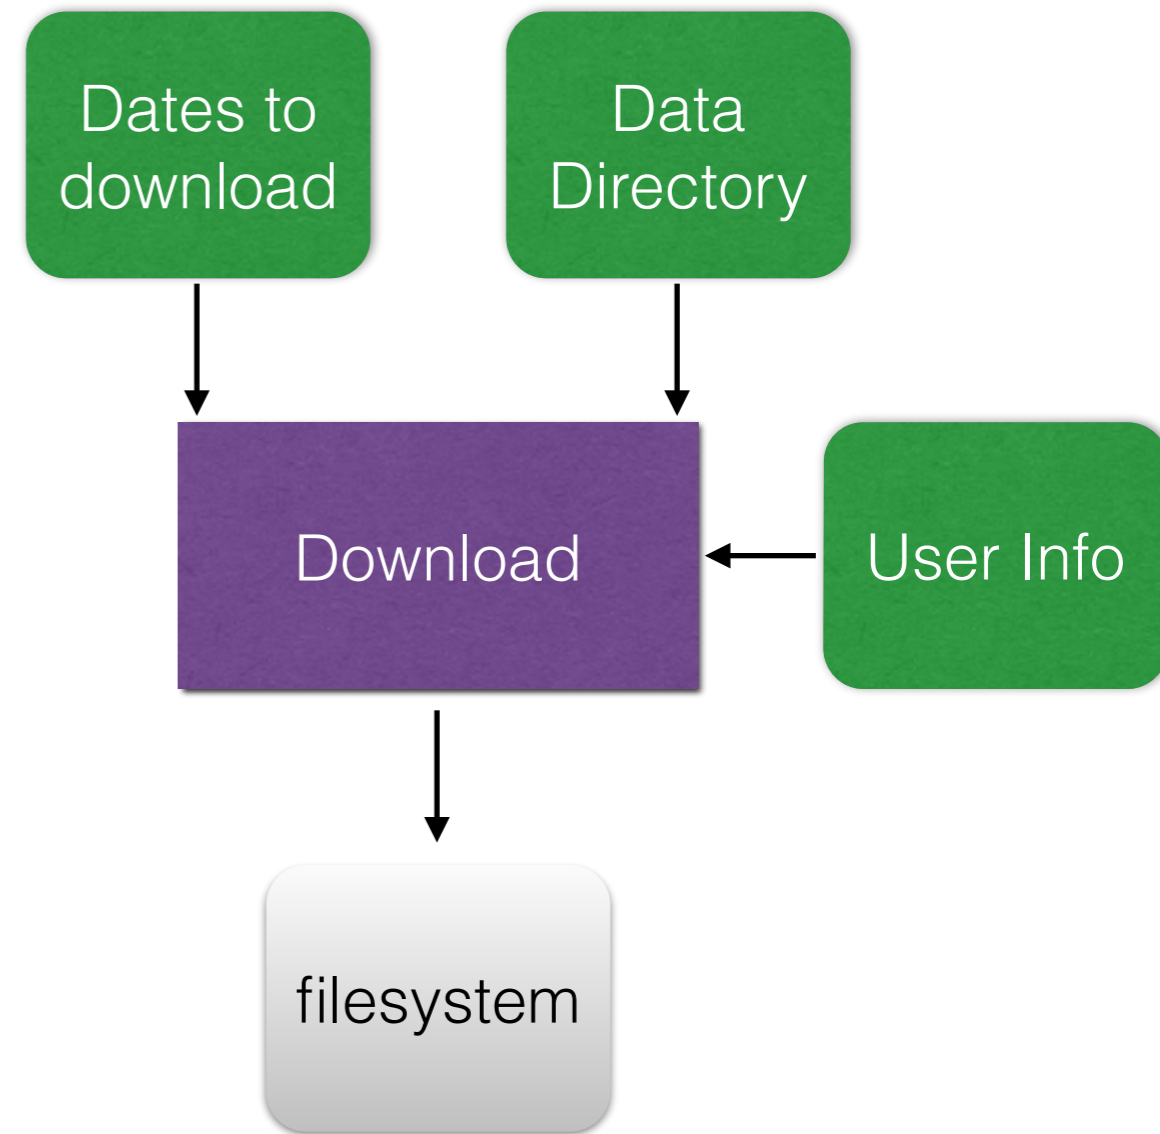 Dates to
download
Data
Directory
Download
User Info
filesystem